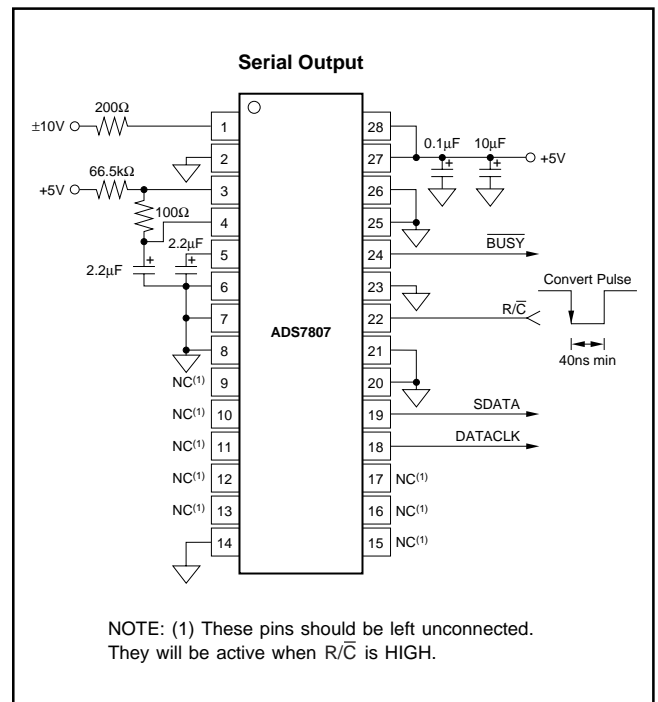 Serial Output
200Ω
±10V
66.5kΩ
+5V
100Ω
2.2µF
2.2µF
+
+
1
2
3
4
5
6
7
8
NC(1) 9
NC(1) 10
NC(1) 11
NC(1) 12
NC(1) 13
14
ADS7807
28
27
26
25
24
23
22
21
20
19
18
17 NC(1)
16 NC(1)
15 NC(1)
0.1µF 10µF
+ +
+5V
BUSY
Convert Pulse
R/C
40ns min
SDATA
DATACLK
NOTE: (1) These pins should be left unconnected.
They will be active when R/C is HIGH.